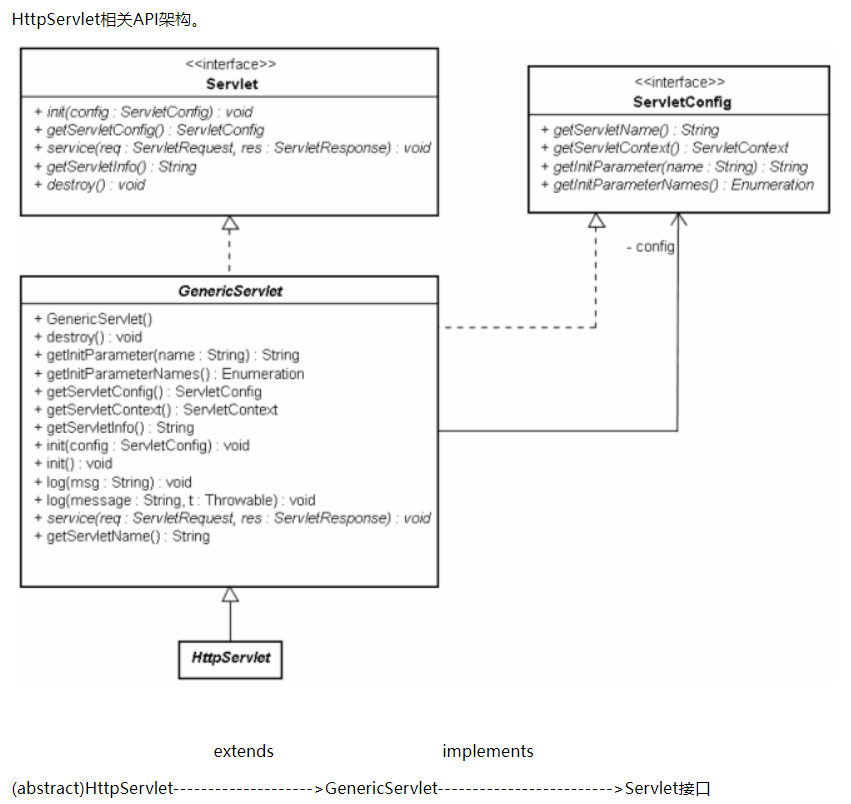 HttpServlet相关API架构。
<<interface>>
Servlet
+ init(config : ServletConfig) : void
+ getServletConfig() : ServletConfig
+ service(req : ServletRequest, res : ServletResponse) : void
+ getServletInfo() : String
+ destroy() : void
<<interface>>
ServletConfig
+ getServletName() : String
+ getServletContext() : ServletContext
+ getInitParameter(name : String) : String
+ getInitParameterNames() : Enumeration
- config
GenericServlet
+ GenericServlet()
+ destroy() : void
+ getInitParameter(name : String) : String
+ getInitParameterNames() : Enumeration
+ getServletConfig() : ServletConfig
+ getServletContext() : ServletContext
+ getServletInfo() : String
+ init(config : ServletConfig) : void
+ init() : void
+ log(msg : String) : void
+ log(message : String, t : Throwable) : void
+ service(req : ServletRequest, res : ServletResponse) : void
+ getServletName() : String
HttpServlet
extends implements
(abstract)HttpServlet-------------------->GenericServlet------------------------->Servlet接口